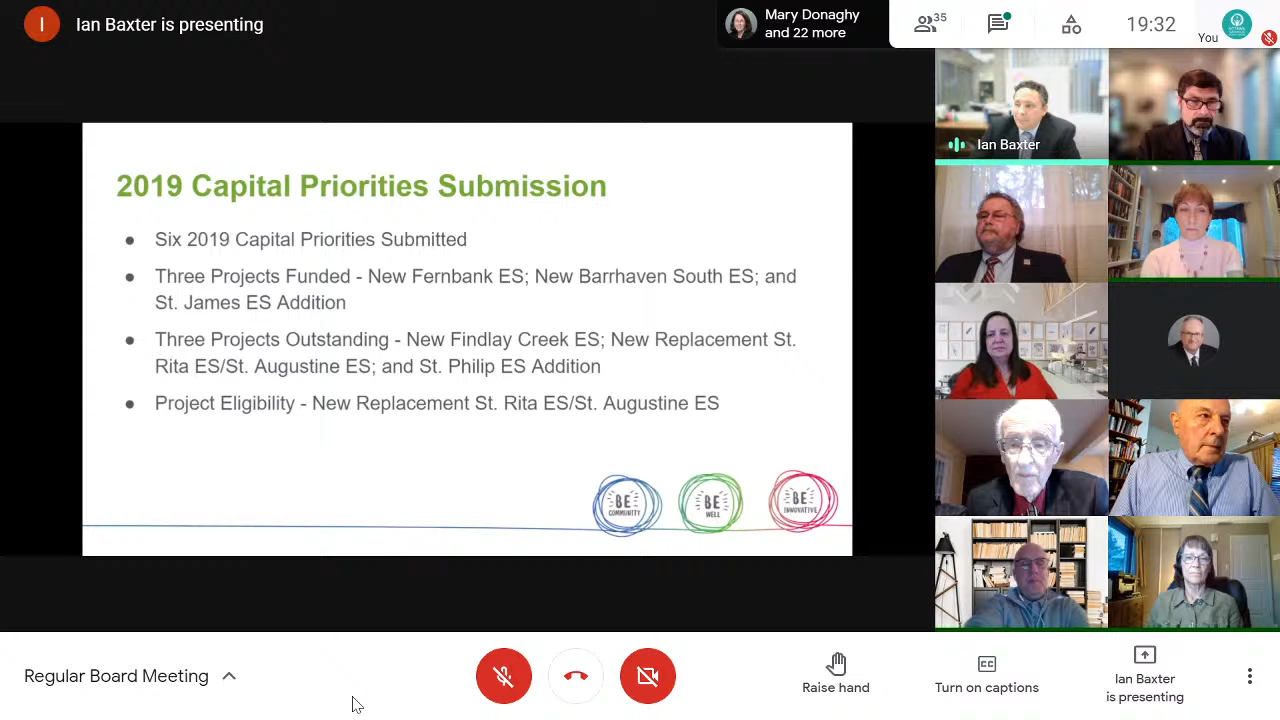 I
Ian Baxter is presenting
Mary Donaghy
and 22 more
35
19:32
You
Ian Baxter
2019 Capital Priorities Submission
Six 2019 Capital Priorities Submitted
Three Projects Funded - New Fernbank ES; New Barrhaven South ES; and
St. James ES Addition
Three Projects Outstanding - New Findlay Creek ES; New Replacement St.
Rita ES/St. Augustine ES; and St. Philip ES Addition
Project Eligibility - New Replacement St. Rita ES/St. Augustine ES
BE
COMMUNITY
BE
WELL
BE
INNOVATIVE
Regular Board Meeting
Raise hand
CC
Turn on captions
Ian Baxter
is presenting